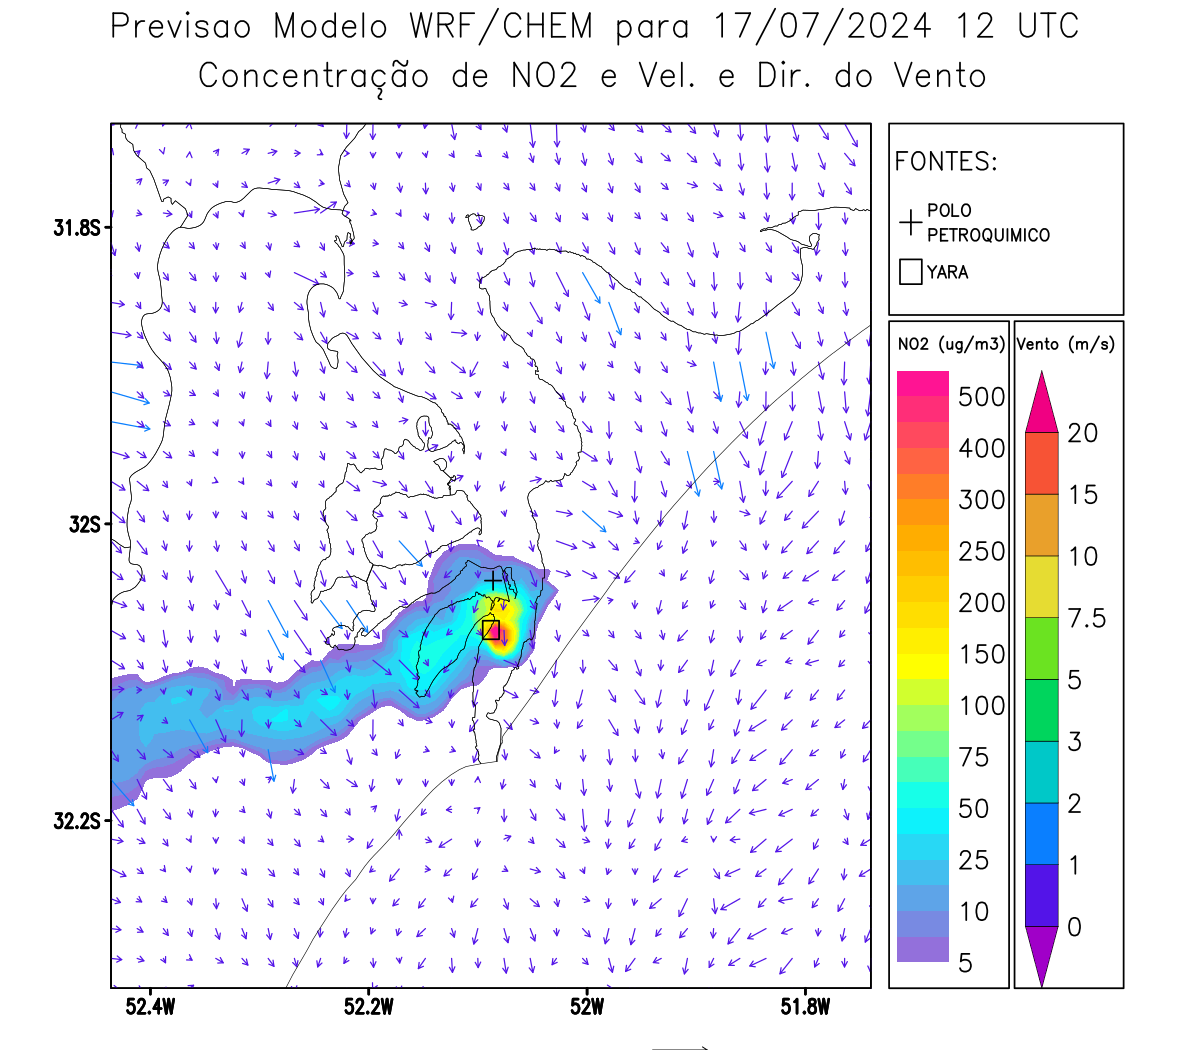 Previsao Modelo WRF/CHEM para 17/07/2024 12 UTC
Concentração de NO2 e Vel. e Dir. do Vento
FONTES:
POLO
PETROQUIMICO
YARA
NO2 (ug/m3)
500
400
300
250
200
150
100
75
50
25
10
5
Vento (m/s)
20
15
10
7.5
5
3
2
1
0
31.8S
32S
32.2S
52.4W
52.2W
52W
51.8W